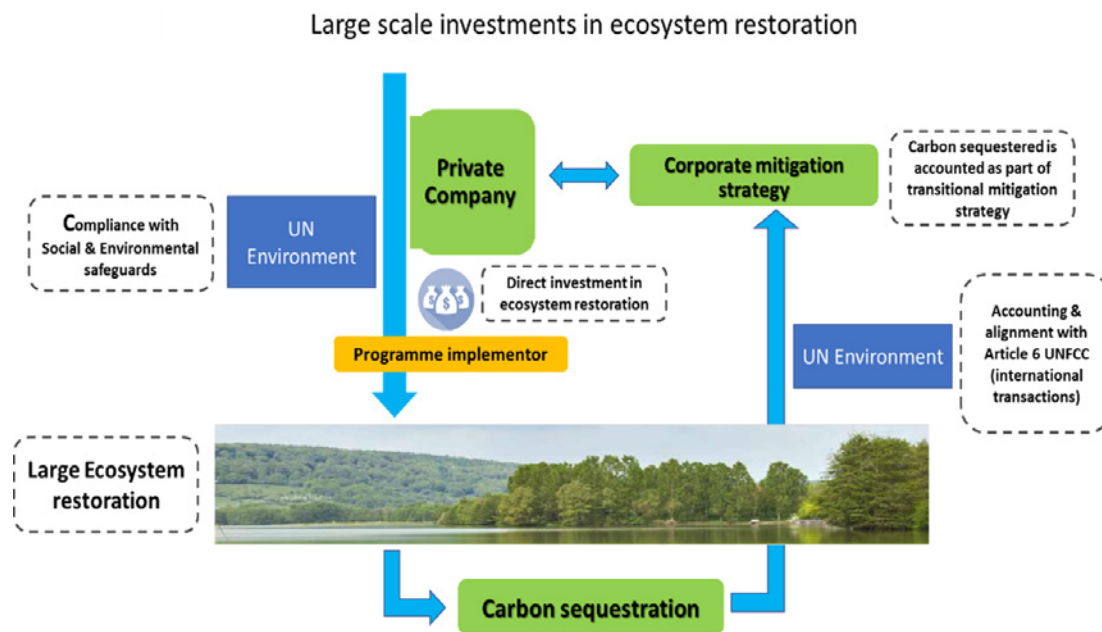 Large scale investments in ecosystem restoration
Private
Company
Corporate mitigation
strategy
Carbon sequestered is
accounted as part of
transitional mitigation
strategy
Compliance with
Social & Environmental
safeguards
UN
Environment
$ $ $
Direct investment in
ecosystem restoration
Programme implementor
UN Environment
Accounting &
alignment with
Article 6 UNFCC
(international
transactions)
Large Ecosystem
restoration
Carbon sequestration